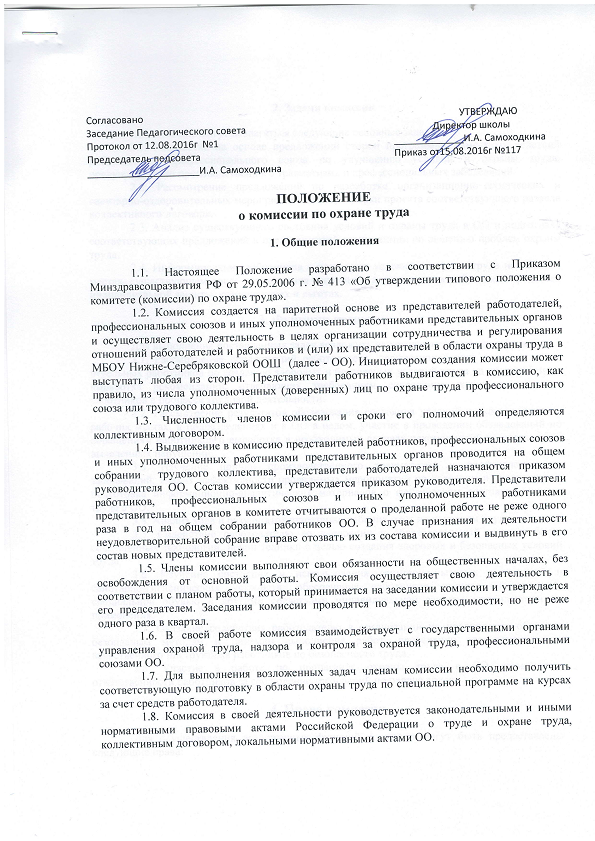 Согласовано
Заседание Педагогического совета
Протокол от 12.08.2016г №1
Председатель педсовета
И.А. Самоходкина
УТВЕРЖДАЮ
Директор школы
И.А. Самоходкина
Приказ от15.08.2016г №117
ПОЛОЖЕНИЕ
о комиссии по охране труда
1. Общие положения
1.1. Настоящее Положение разработано в соответствии с Приказом
Минздравсоцразвития РФ от 29.05.2006 г. № 413 «Об утверждении типового положения о
комитете (комиссии) по охране труда».
1.2. Комиссия создается на паритетной основе из представителей работодателей,
профессиональных союзов и иных уполномоченных работниками представительных органов
и осуществляет свою деятельность в целях организации сотрудничества и регулирования
отношений работодателей и работников и (или) их представителей в области охраны труда в
МБОУ Нижне-Серебряковской ООШ (далее - ОО). Инициатором создания комиссии может
выступать любая из сторон. Представители работников выдвигаются в комиссию, как
правило, из числа уполномоченных (доверенных) лиц по охране труда профессионального
союза или трудового коллектива.
1.3. Численность членов комиссии и сроки его полномочий определяются
коллективным договором.
1.4. Выдвижение в комиссию представителей работников, профессиональных союзов
и иных уполномоченных работниками представительных органов проводится на общем
собрании трудового коллектива, представители работодателей назначаются приказом
руководителя ОО. Состав комиссии утверждается приказом руководителя. Представители
работников, профессиональных союзов и иных уполномоченных работниками
представительных органов в комитете отчитываются о проделанной работе не реже одного
раза в год на общем собрании работников ОО. В случае признания их деятельности
неудовлетворительной собрание вправе отозвать их из состава комиссии и выдвинуть в его
состав новых представителей.
1.5. Члены комиссии выполняют свои обязанности на общественных началах, без
освобождения от основной работы. Комиссия осуществляет свою деятельность в
соответствии с планом работы, который принимается на заседании комиссии и утверждается
его председателем. Заседания комиссии проводятся по мере необходимости, но не реже
одного раза в квартал.
1.6. В своей работе комиссия взаимодействует с государственными органами
управления охраной труда, надзора и контроля за охраной труда, профессиональными
союзами ОО.
1.7. Для выполнения возложенных задач членам комиссии необходимо получить
соответствующую подготовку в области охраны труда по специальной программе на курсах
за счет средств работодателя.
1.8. Комиссия в своей деятельности руководствуется законодательными и иными
нормативными правовыми актами Российской Федерации о труде и охране труда,
коллективным договором, локальными нормативными актами ОО.